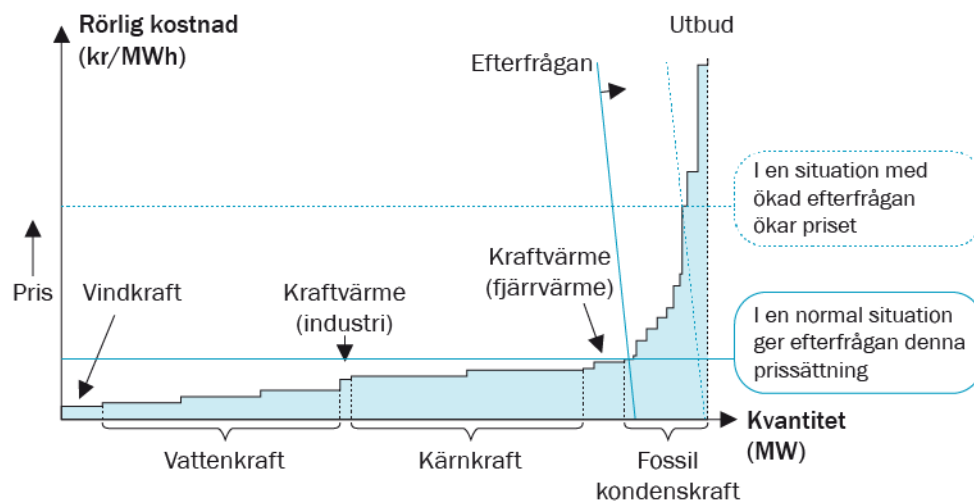 Rörlig kostnad
(kr/MWh)
Utbud
Efterfrågan
I en situation med
ökad efterfrågan
ökar priset
Pris
Vindkraft
Kraftvärme
(industri)
Kraftvärme
(fjärrvärme)
I en normal situation
ger efterfrågan denna
prissättning
Kvantitet
(MW)
Vattenkraft
Kärnkraft
Fossil
kondenskraft